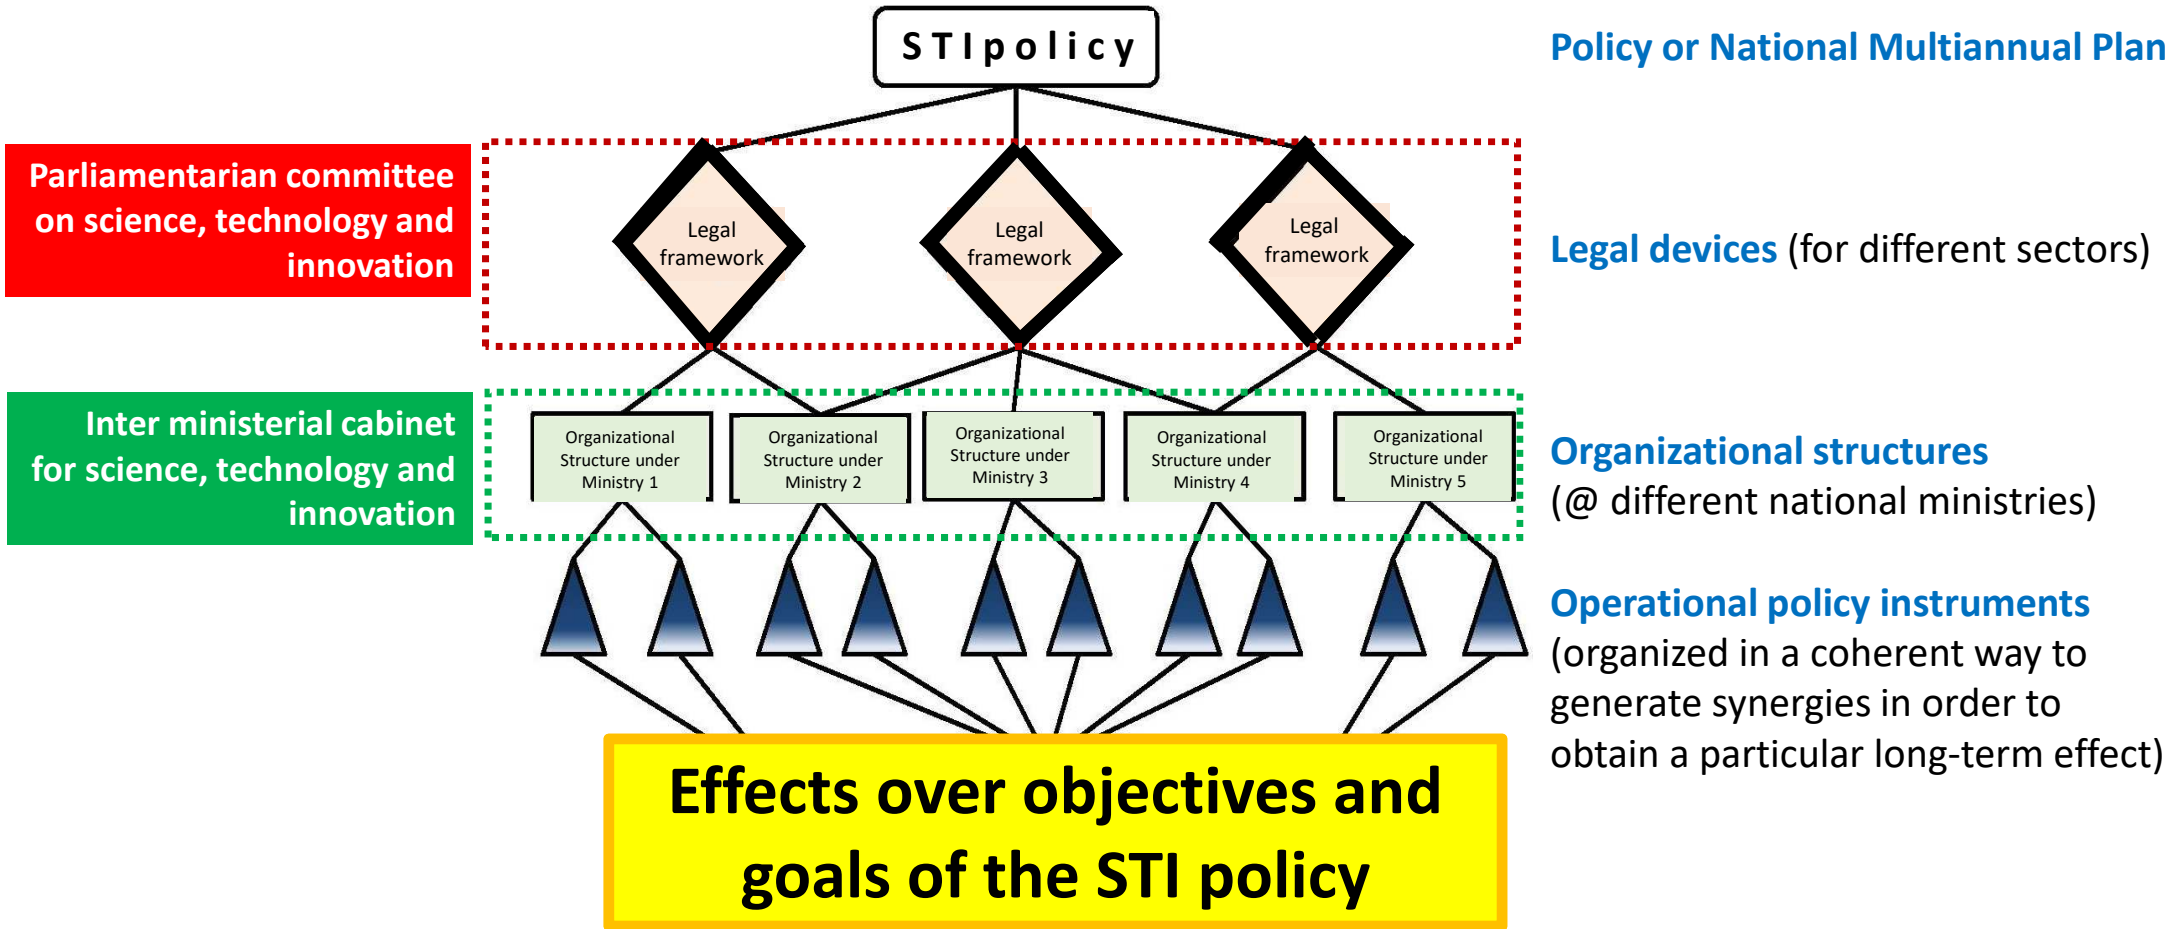 S T I p o l i c y
Policy or National Multiannual Plan
Parliamentarian committee
on science, technology and
innovation
Legal
framework
Legal
framework
Legal
framework
Legal devices (for different sectors)
Inter ministerial cabinet
for science, technology and
innovation
Organizational
Structure under
Ministry 1
Organizational
Structure under
Ministry 2
Organizational
Structure under
Ministry 3
Organizational
Structure under
Ministry 4
Organizational
Structure under
Ministry 5
Organizational structures
(@ different national ministries)
Operational policy instruments
(organized in a coherent way to
generate synergies in order to
obtain a particular long-term effect)
Effects over objectives and
goals of the STI policy